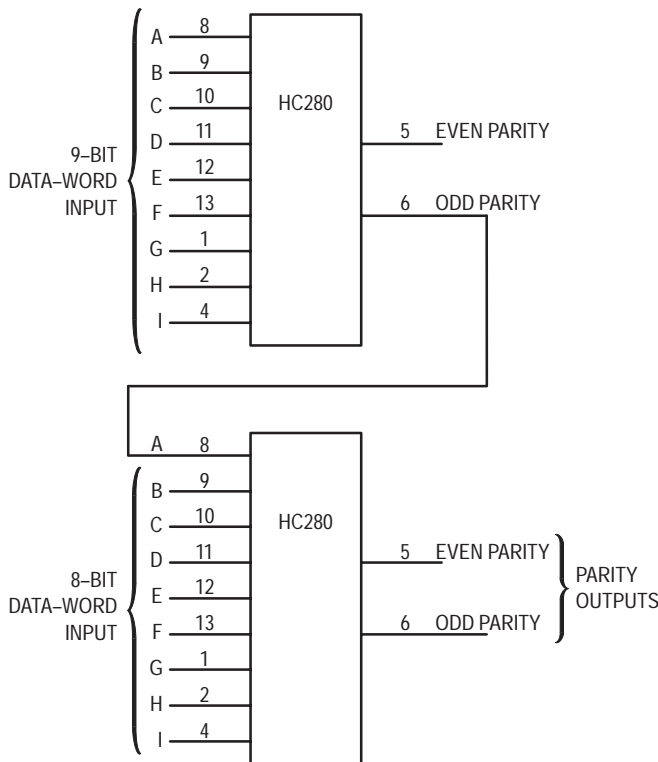 A 8
B 9
C 10
HC280
D 11
5 EVEN PARITY
9–BIT
DATA–WORD
INPUT
E 12
F 13
6 ODD PARITY
G 1
H 2
I 4
A 8
B 9
C 10
HC280
D 11
5 EVEN PARITY
8–BIT
DATA–WORD
INPUT
E 12
PARITY
OUTPUTS
F 13
6 ODD PARITY
G 1
H 2
I 4